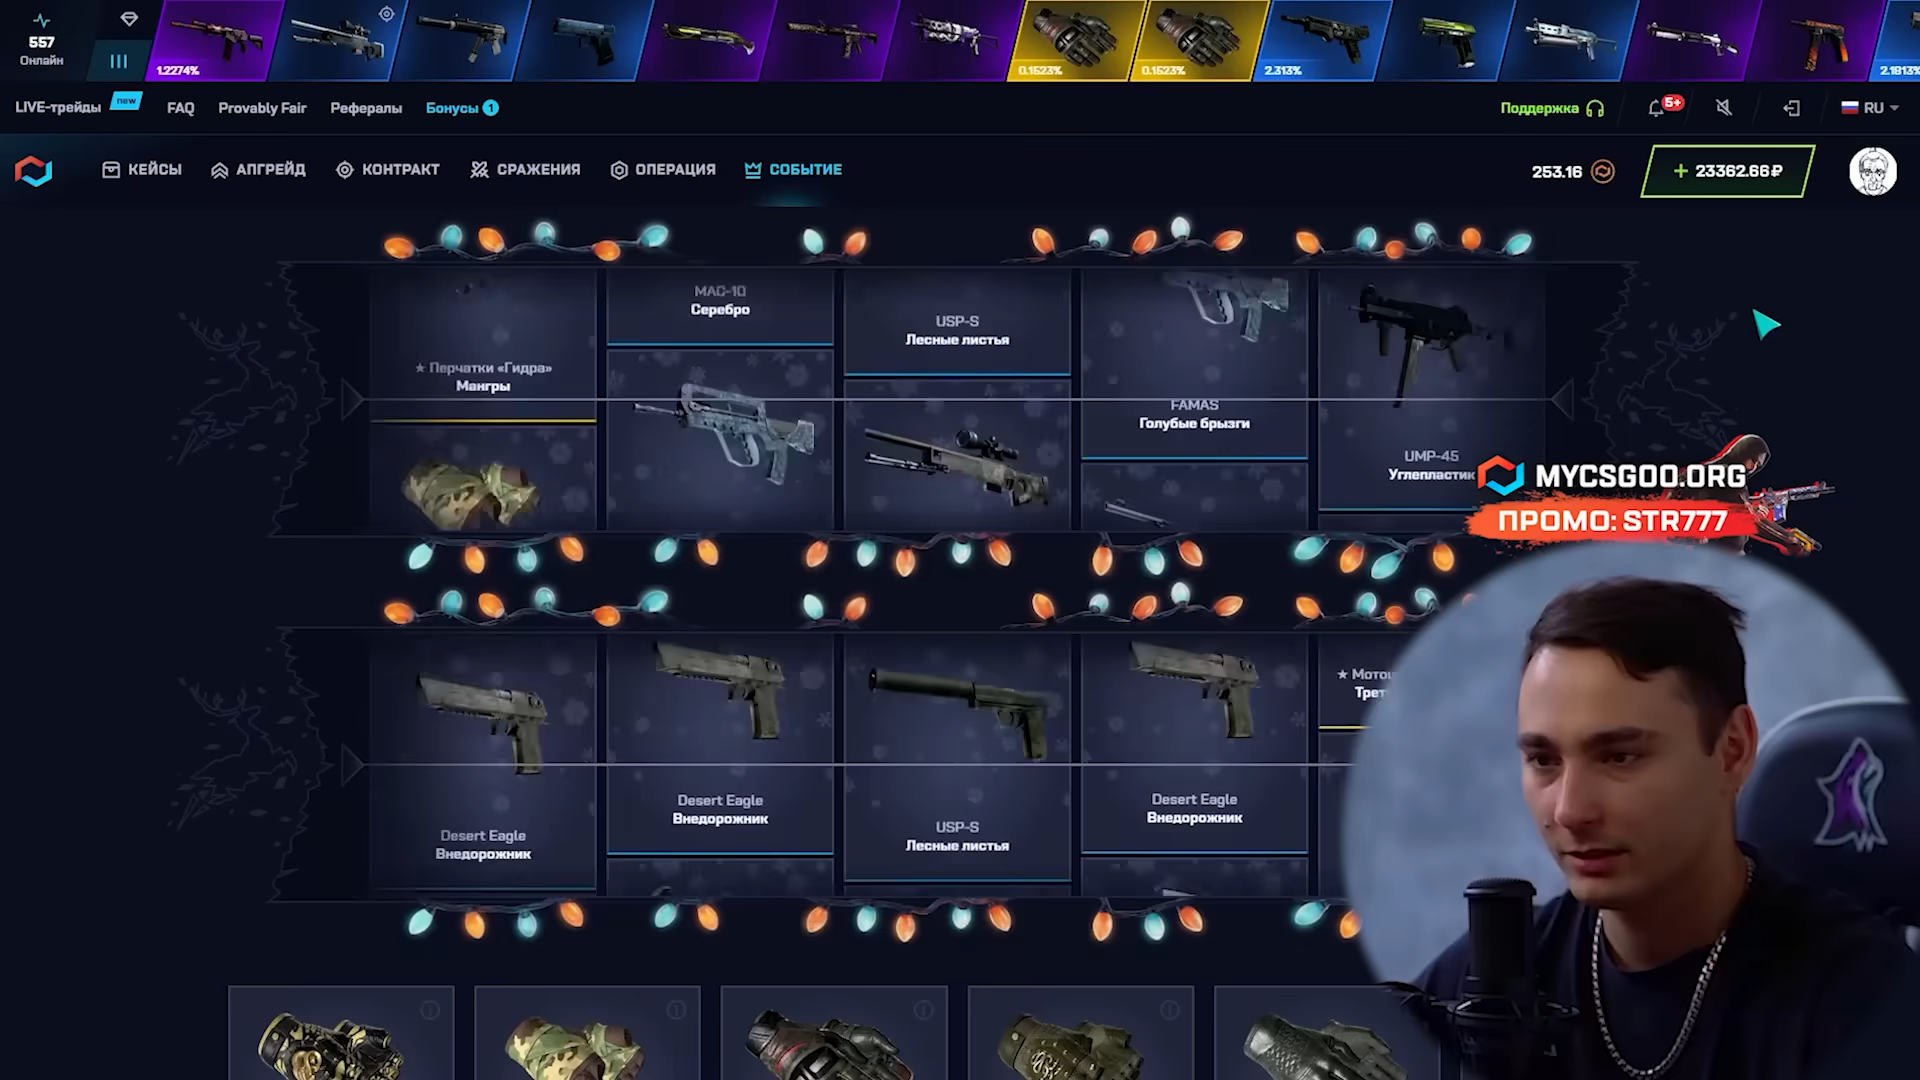 557
Онлайн
1.2274%
0.1523%
0.1523%
2.313%
2.1813%
LIVE-трейды
new
FAQ
Provably Fair
Рефералы
Бонусы 1
Поддержка
5+
RU
КЕЙСЫ
АПГРЕЙД
КОНТРАКТ
СРАЖЕНИЯ
ОПЕРАЦИЯ
СОБЫТИЕ
253.16
+ 23362.66₽
★ Перчатки «Гидра»
Мангры
MAC-10
Серебро
USP-S
Лесные листья
FAMAS
Голубые брызги
UMP-45
Углепластик
MYCSGOO.ORG
ПРОМО: STR777
Desert Eagle
Внедорожник
Desert Eagle
Внедорожник
USP-S
Лесные листья
Desert Eagle
Внедорожник
★ Мото
Трет